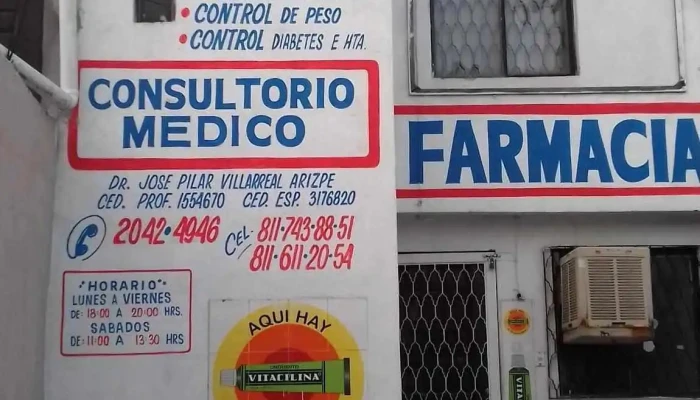 • CONTROL DE PESO
• CONTROL DIABETES E HTA.
CONSULTORIO
MEDICO
DR. JOSE PILAR VILLARREAL ARIZPE
CED. PROF. 1554670 CED. ESP. 3176820
2042•4946
CEL- 811•743•88•51
811•611•20•54
•HORARIO•
LUNES A VIERNES
DE: 18:00 A 20:00 HRS.
SABADOS
DE: 11:00 A 13:30 HRS.
AQUI HAY
VITACILINA
FARMACIA